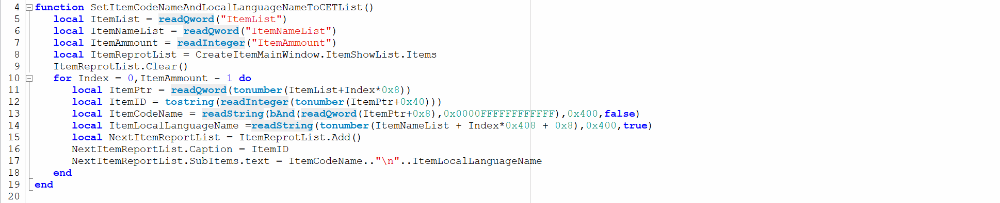 4 function SetItemCodeNameAndLocalLanguageNameToCETList()
5 local ItemList = readQword("ItemList")
6 local ItemNameList = readQword("ItemNameList")
7 local ItemAmmount = readInteger("ItemAmmount")
8 local ItemReprotList = CreateItemMainWindow.ItemShowList.Items
9 ItemReprotList.Clear()
10 for Index = 0,ItemAmmount - 1 do
11 local ItemPtr = readQword(tonumber(ItemList+Index*0x8))
12 local ItemID = tostring(readInteger(tonumber(ItemPtr+0x40)))
13 local ItemCodeName = readString(bAnd(readQword(ItemPtr+0x8),0x0000FFFFFFFFFFFF),0x400,false)
14 local ItemLocalLanguageName =readString(tonumber(ItemNameList + Index*0x408 + 0x8),0x400,true)
15 local NextItemReportList = ItemReprotList.Add()
16 NextItemReportList.Caption = ItemID
17 NextItemReportList.SubItems.text = ItemCodeName.."\n"..ItemLocalLanguageName
18 end
19 end
20